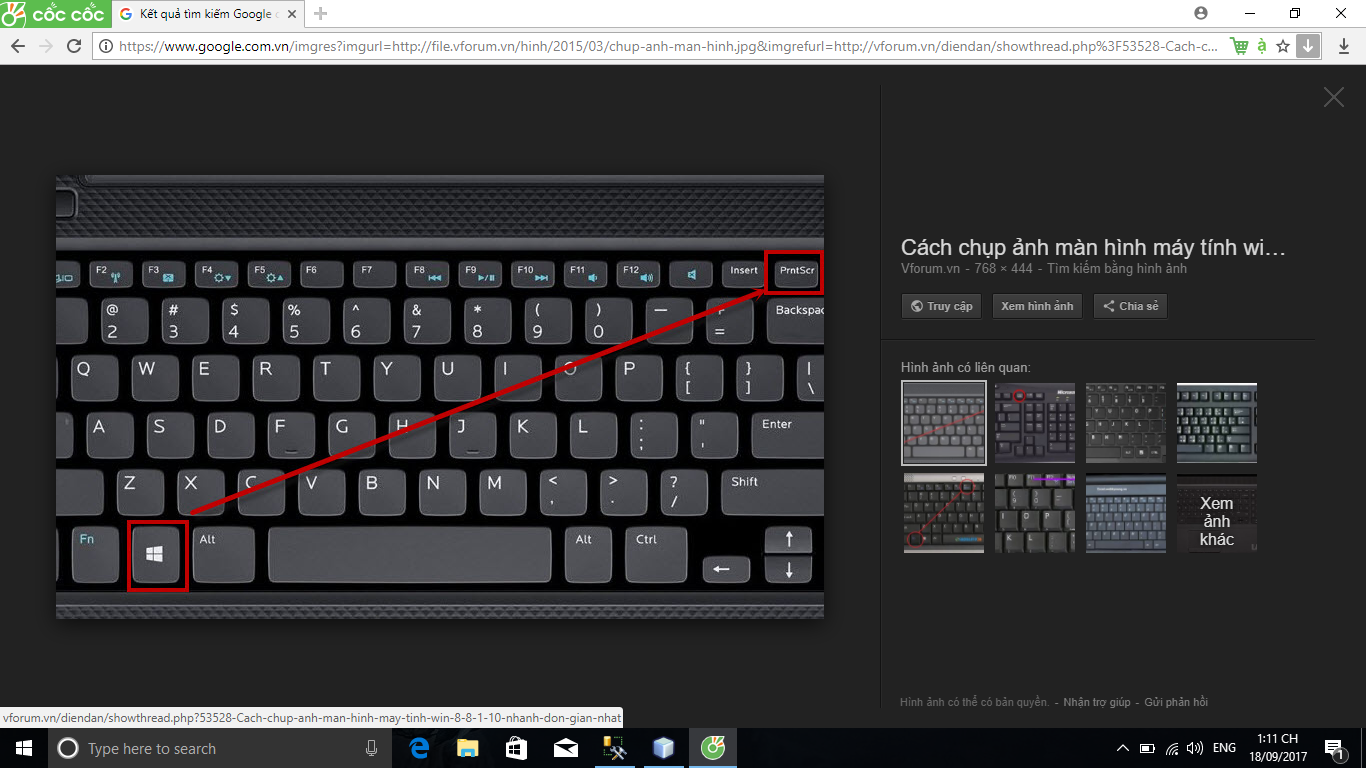 cốc cốc
Kết quả tìm kiếm Google c
https://www.google.com.vn/imgres?imgurl=http://file.vforum.vn/hinh/2015/03/chup-anh-man-hinh.jpg&imgrefurl=http://vforum.vn/diendan/showthread.php%3F53528-Cach-c...
F2 F3 F4 F5 F6 F7 F8 F9 F10 F11 F12 Insert PrntScr
@ # $ % ^ & * ( ) —
2 3 4 5 6 7 8 9 0 = Backspac
Q W E R T Y U I O P { } |
[ ] \
A S D F G H J K L : " Enter
; '
Z X C V B N M < > ? Shift
, . /
Fn Alt Alt Ctrl ↑
← ↓
Cách chụp ảnh màn hình máy tính wi...
Vforum.vn - 768 × 444 - Tìm kiếm bằng hình ảnh
Truy cập Xem hình ảnh Chia sẻ
Hình ảnh có liên quan:
Xem
ảnh
khác
Hình ảnh có thể có bản quyền. - Nhận trợ giúp - Gửi phản hồi
vforum.vn/diendan/showthread.php?53528-Cach-chup-anh-man-hinh-may-tinh-win-8-8-1-10-nhanh-don-gian-nhat
Type here to search
ENG
1:11 CH
18/09/2017
1